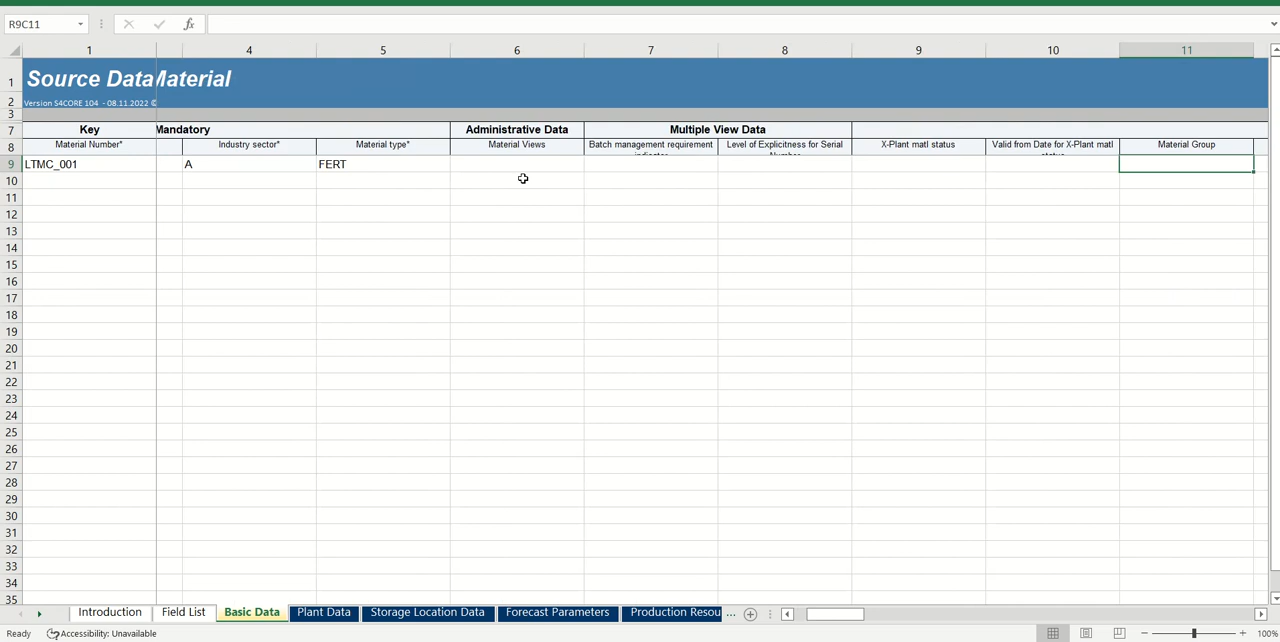 R9C11
fx
1 4 5 6 7 8 9 10 11
1 Source Data Material
2 Version S4CORE 104 - 08.11.2022 ©
3
7 Key Mandatory Administrative Data Multiple View Data
8 Material Number* Industry sector* Material type* Material Views Batch management requirement Level of Explicitness for Serial X-Plant matl status Valid from Date for X-Plant matl Material Group
9 LTMC_001 A FERT
10
11
12
13
14
15
16
17
18
19
20
21
22
23
24
25
26
27
28
29
30
31
32
33
34
35
Introduction Field List Basic Data Plant Data Storage Location Data Forecast Parameters Production Resou ...
Ready Accessibility: Unavailable 100%